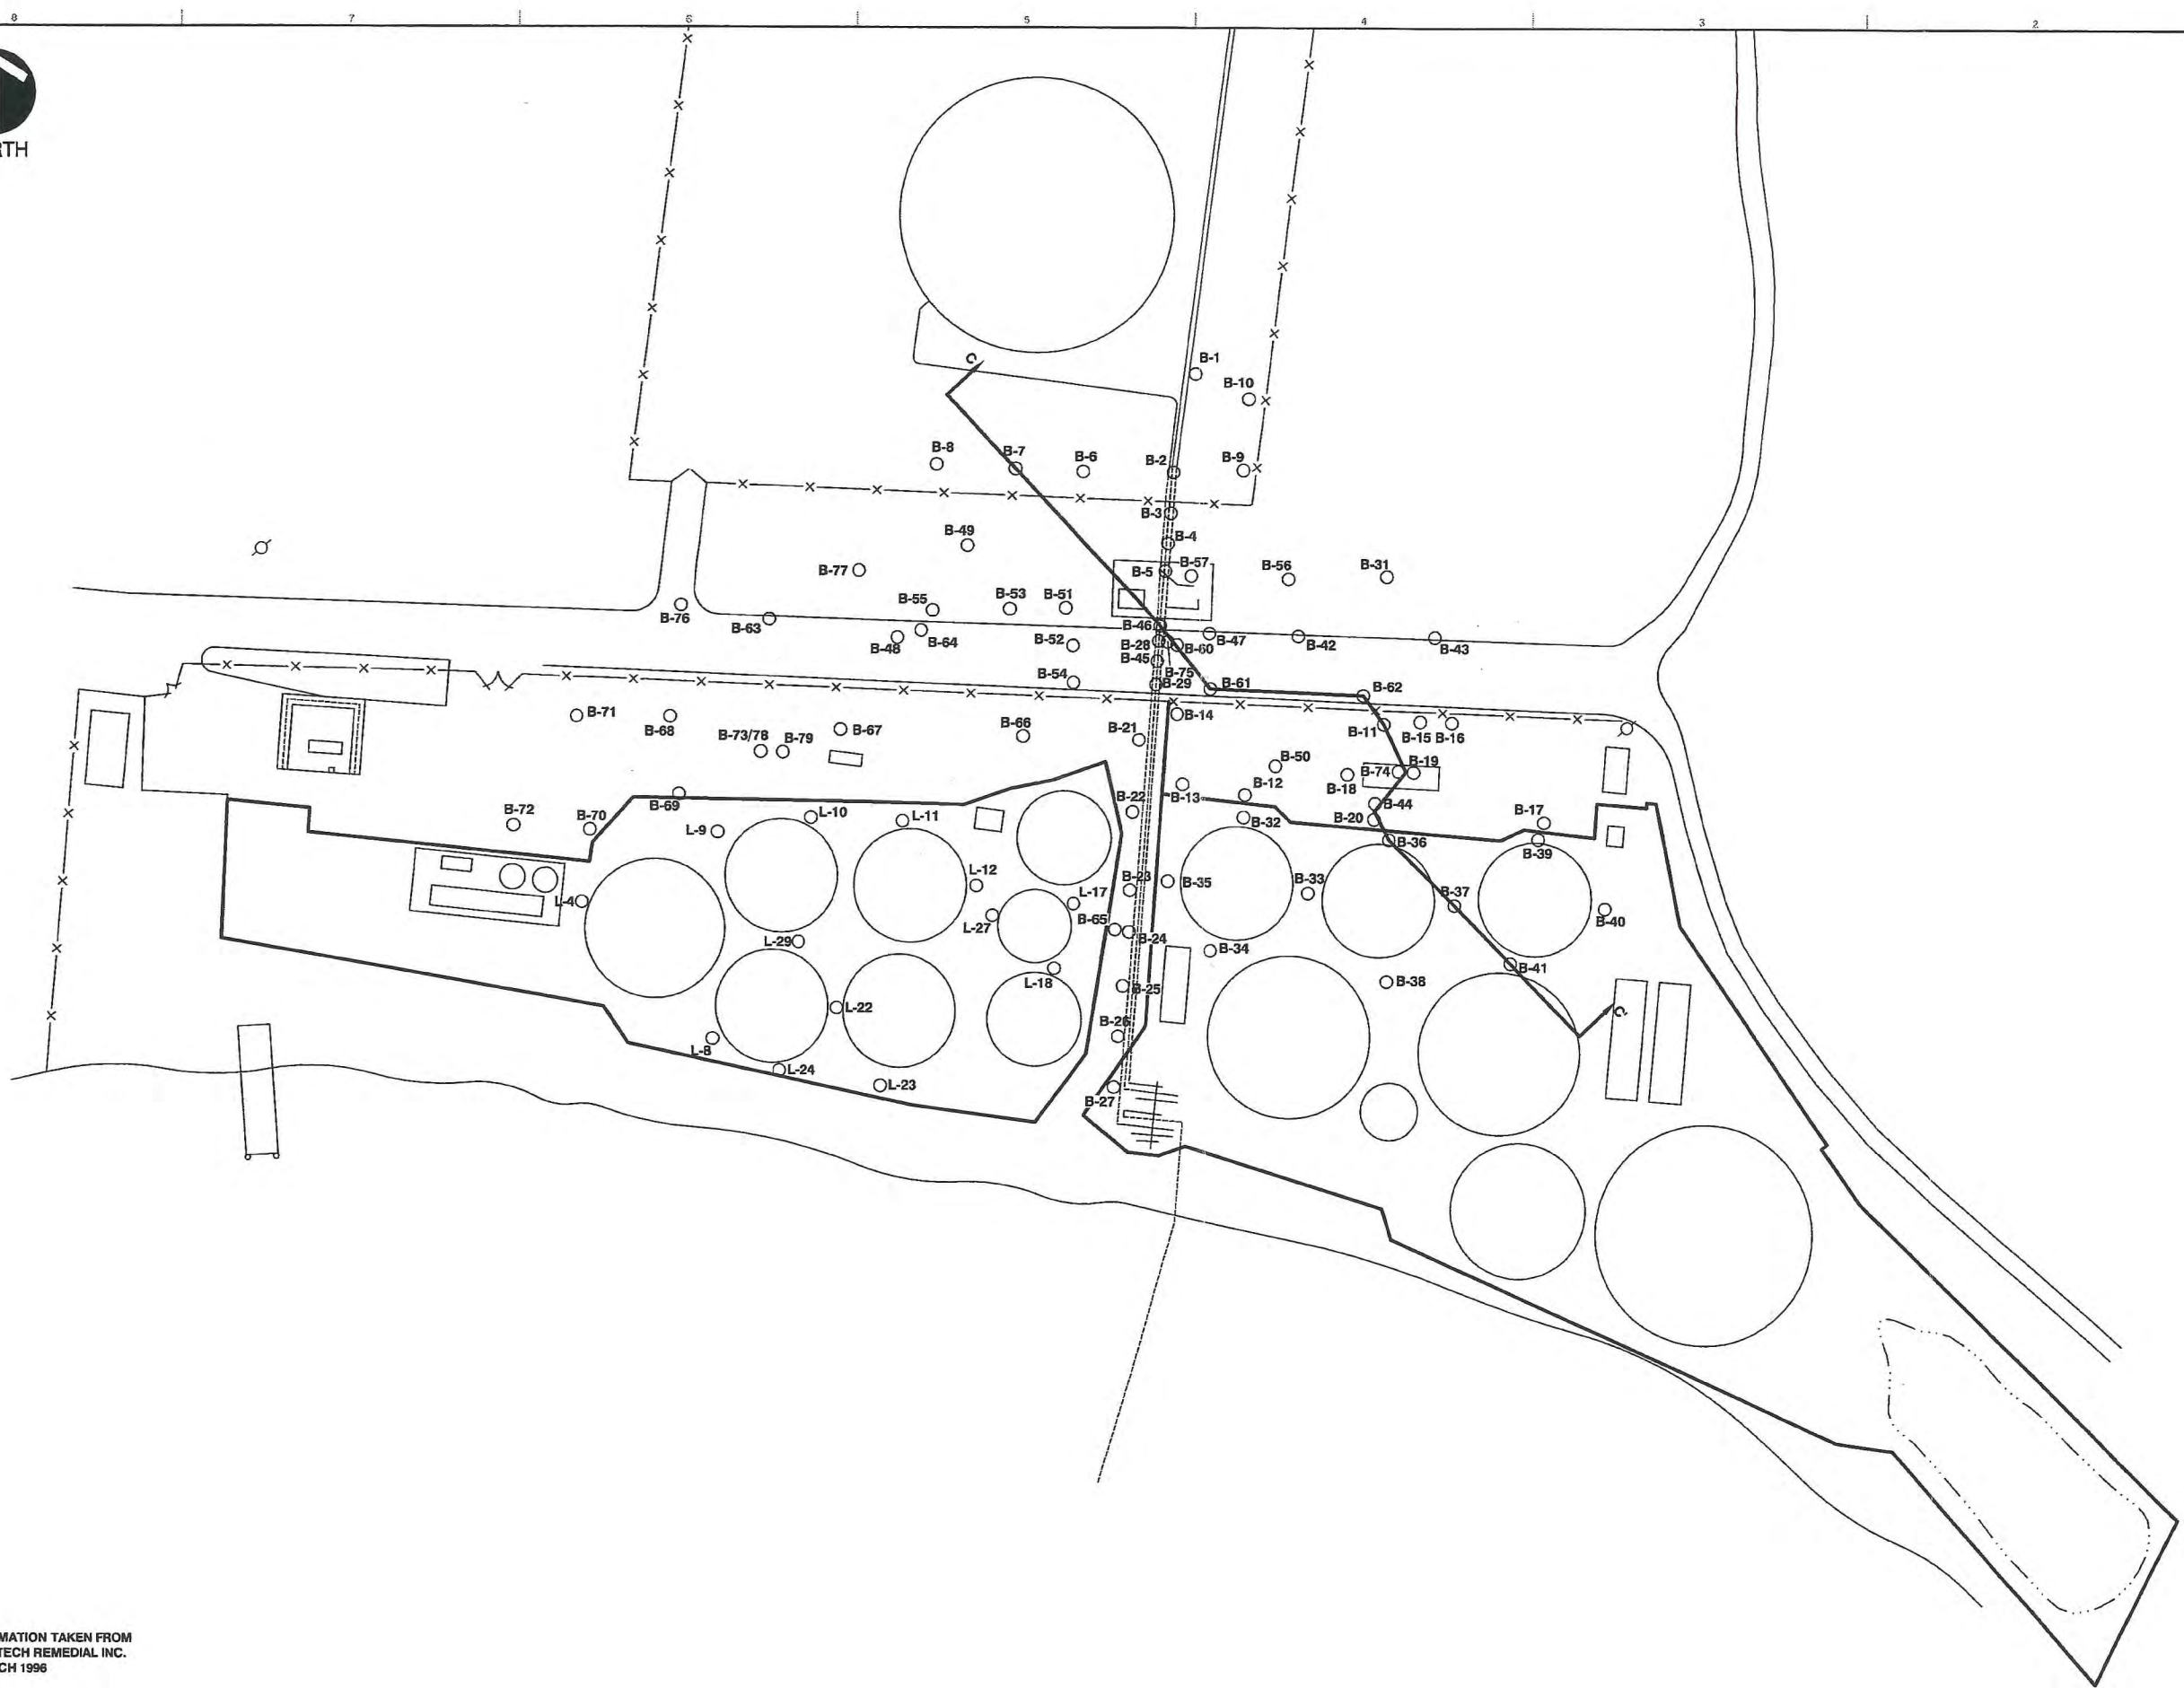 8 7 6 5 4 3 2
RTH
B-1
B-10
C
B-8 B-7 B-6 B-2 B-9
B-3
B-49 B-4
B-77 B-5 B-57 B-56 B-31
B-55 B-53 B-51
B-76 B-63 B-46
B-48 B-64 B-52 B-28 B-60 B-47 B-42 B-43
B-45
B-54 B-75
B-29 B-61 B-62
B-71 B-68 B-67 B-66 B-21 B-14 B-11 B-15 B-16
B-73/78 B-79
B-50 B-18 B-74 B-19
B-69 B-22 B-13 B-12 B-44
B-72 B-70 L-9 L-10 L-11 B-32 B-20 B-17
B-36 B-39
L-4 L-12 L-17 B-23 B-35 B-33 B-37
L-27 B-65 B-40
L-29 B-24 B-34
L-18 B-25 B-38 B-41
L-22 B-26 C'
L-8
L-24 L-23 B-27
MATION TAKEN FROM
TECH REMEDIAL INC.
CH 1996